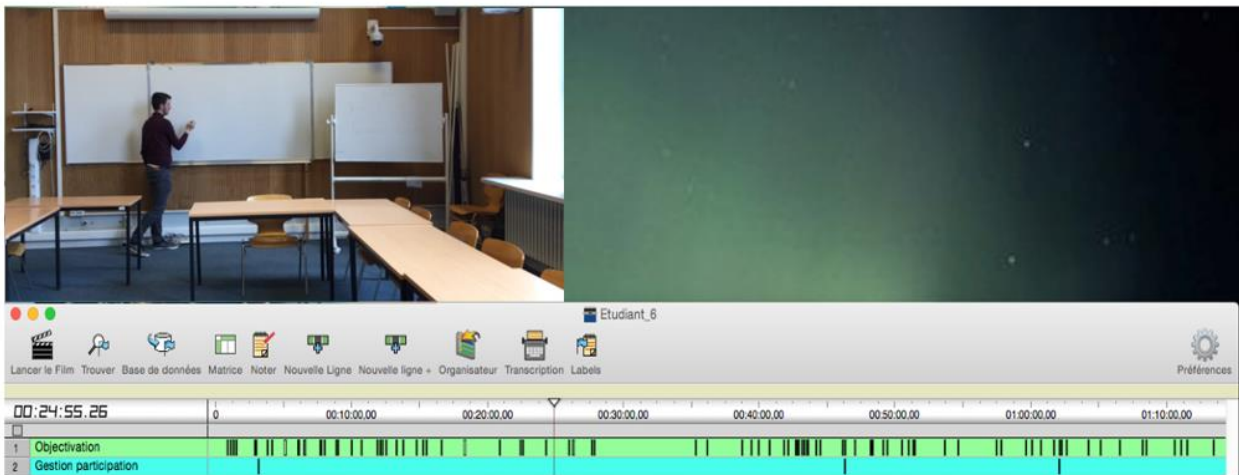 Etudiant_6
Lancer le Film Trouver Base de données Matrice Noter Nouvelle Ligne Nouvelle ligne + Organisateur Transcription Labels Préférences
00:24:55.26 0 00:10:00.00 00:20:00.00 00:30:00.00 00:40:00.00 00:50:00.00 01:00:00.00 01:10:00.00
1 Objectivation
2 Gestion participation